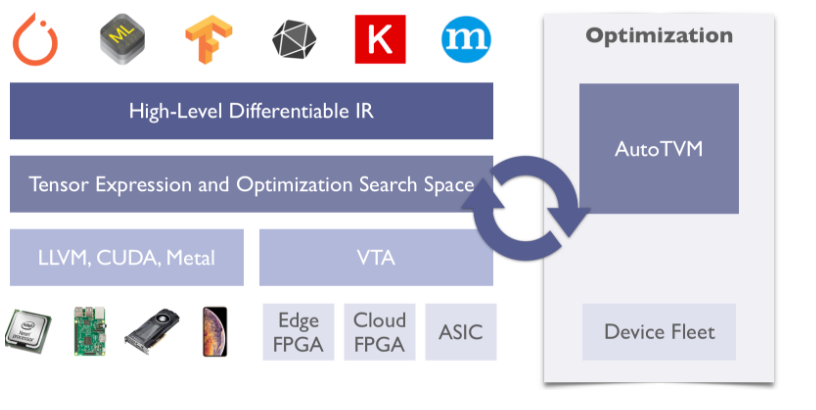 ML
K
m
Optimization
High-Level Differentiable IR
AutoTVM
Tensor Expression and Optimization Search Space
LLVM, CUDA, Metal
VTA
Edge
FPGA
Cloud
FPGA
ASIC
Device Fleet